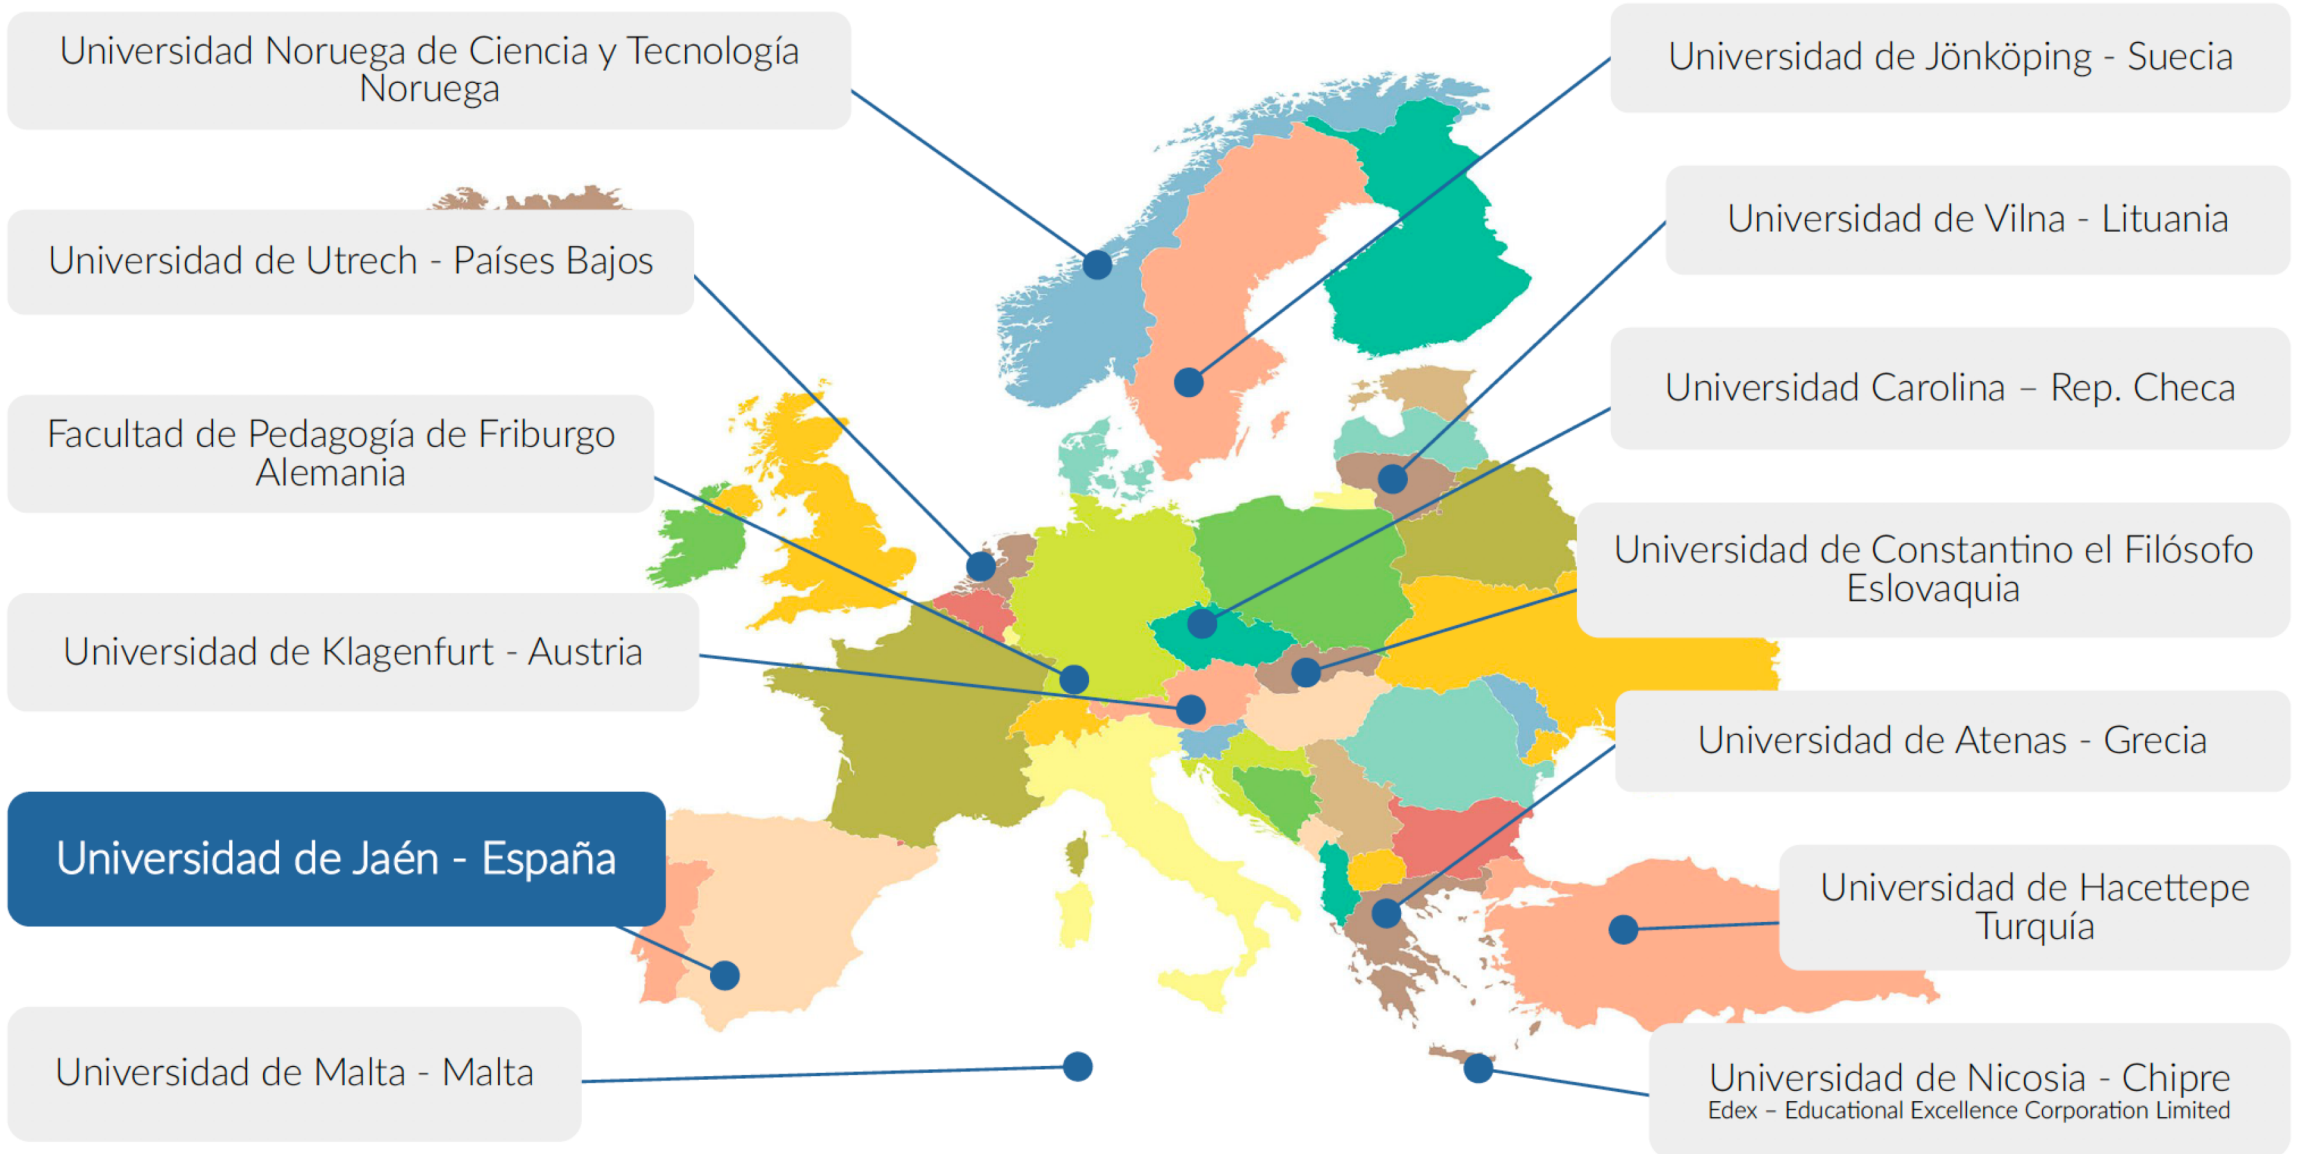 Universidad Noruega de Ciencia y Tecnología
Noruega
Universidad de Utrech - Países Bajos
Facultad de Pedagogía de Friburgo
Alemania
Universidad de Klagenfurt - Austria
Universidad de Jaén - España
Universidad de Malta - Malta
Universidad de Jönköping - Suecia
Universidad de Vilna - Lituania
Universidad Carolina – Rep. Checa
Universidad de Constantino el Filósofo
Eslovaquia
Universidad de Atenas - Grecia
Universidad de Hacettepe
Turquía
Universidad de Nicosia - Chipre
Edex – Educational Excellence Corporation Limited